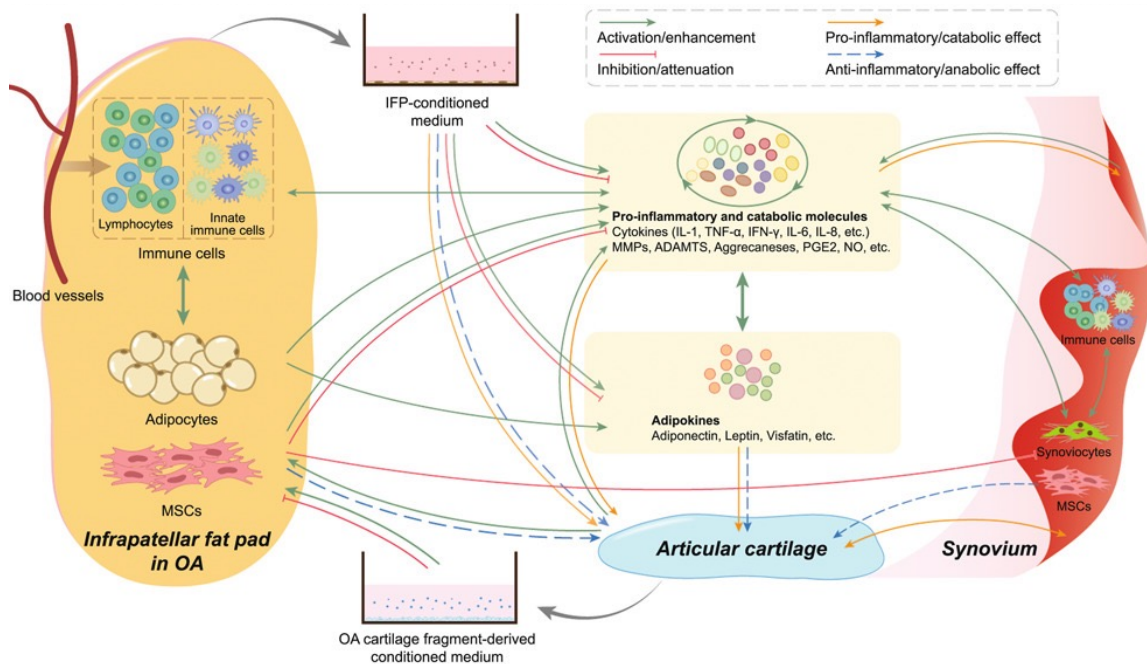 Activation/enhancement
Pro-inflammatory/catabolic effect
Inhibition/attenuation
Anti-inflammatory/anabolic effect
IFP-conditioned
medium
Lymphocytes
Innate
immune cells
Immune cells
Blood vessels
Adipocytes
MSCs
Infrapatellar fat pad
in OA
Pro-inflammatory and catabolic molecules
Cytokines (IL-1, TNF-α, IFN-γ, IL-6, IL-8, etc.)
MMPs, ADAMTS, Aggrecaneses, PGE2, NO, etc.
Adipokines
Adiponectin, Leptin, Visfatin, etc.
Immune cells
Synoviocytes
MSCs
Articular cartilage
Synovium
OA cartilage fragment-derived
conditioned medium